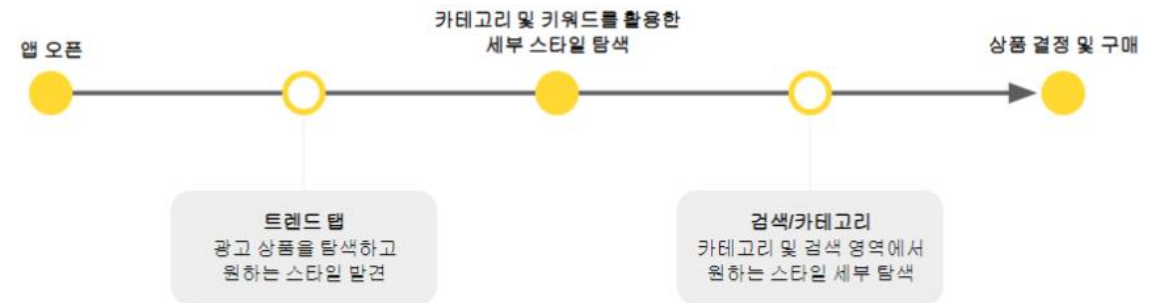 앱 오픈
카테고리 및 키워드를 활용한
세부 스타일 탐색
상품 결정 및 구매
트렌드 탭
광고 상품을 탐색하고
원하는 스타일 발견
검색/카테고리
카테고리 및 검색 영역에서
원하는 스타일 세부 탐색